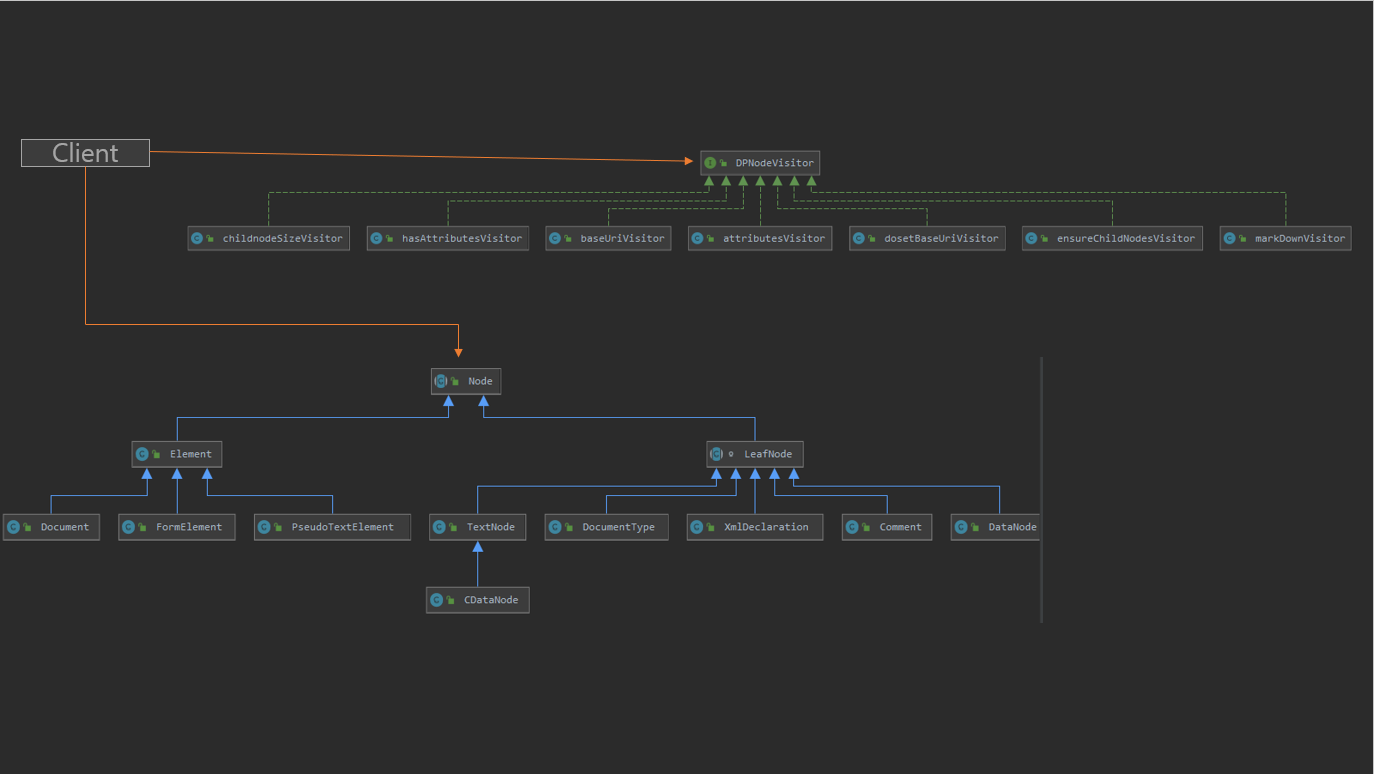 Client
DPNodeVisitor
childnodeSizeVisitor
hasAttributesVisitor
baseUriVisitor
attributesVisitor
dosetBaseUriVisitor
ensureChildNodesVisitor
markDownVisitor
Node
Element
LeafNode
Document
FormElement
PseudoTextElement
TextNode
DocumentType
XmlDeclaration
Comment
DataNode
CDataNode